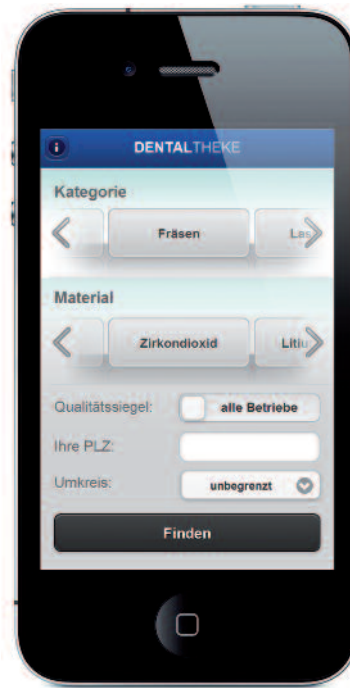 DENTALTHEKE
Kategorie
Fräsen
Material
Zirkondioxid
Qualitätssiegel: alle Betriebe
Ihre PLZ:
Umkreis: unbegrenzt
Finden